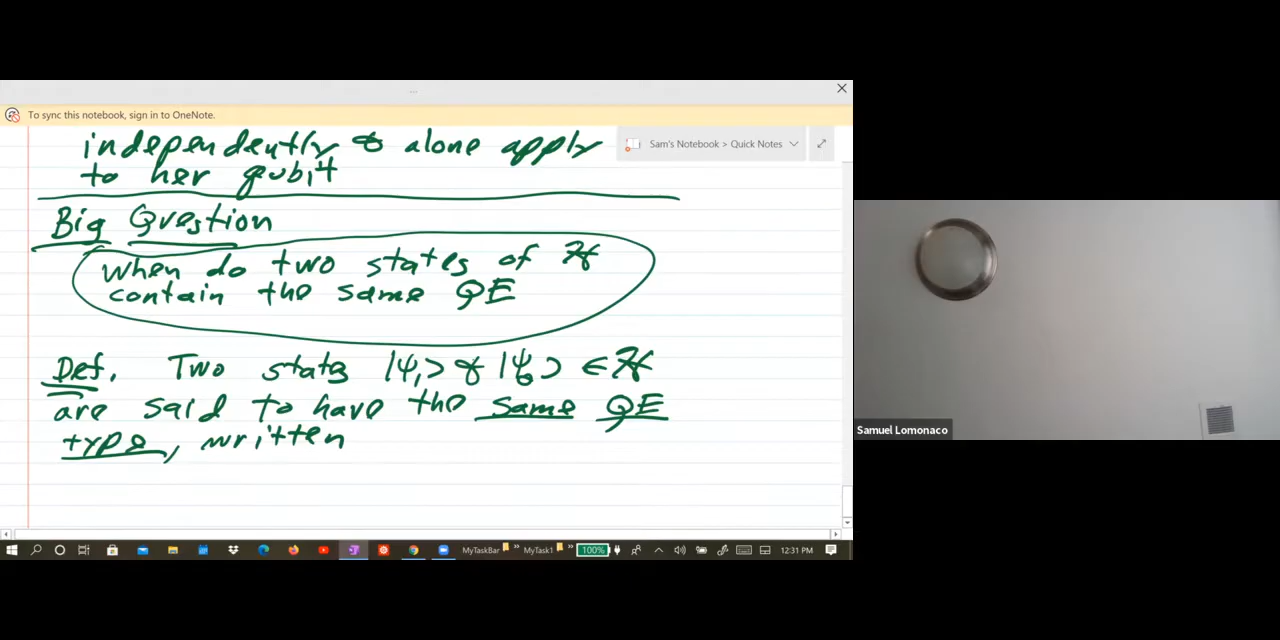 ...
To sync this notebook, sign in to OneNote.
independently & alone apply
to her qubit
Sam's Notebook > Quick Notes
Big Question
When do two states of ℋ
contain the same QE
Def. Two states |ψ₁> & |ψ₂> ∈ ℋ
are said to have the same QE
type, written
Samuel Lomonaco
MyTaskBar » MyTask1 » 100% 12:31 PM